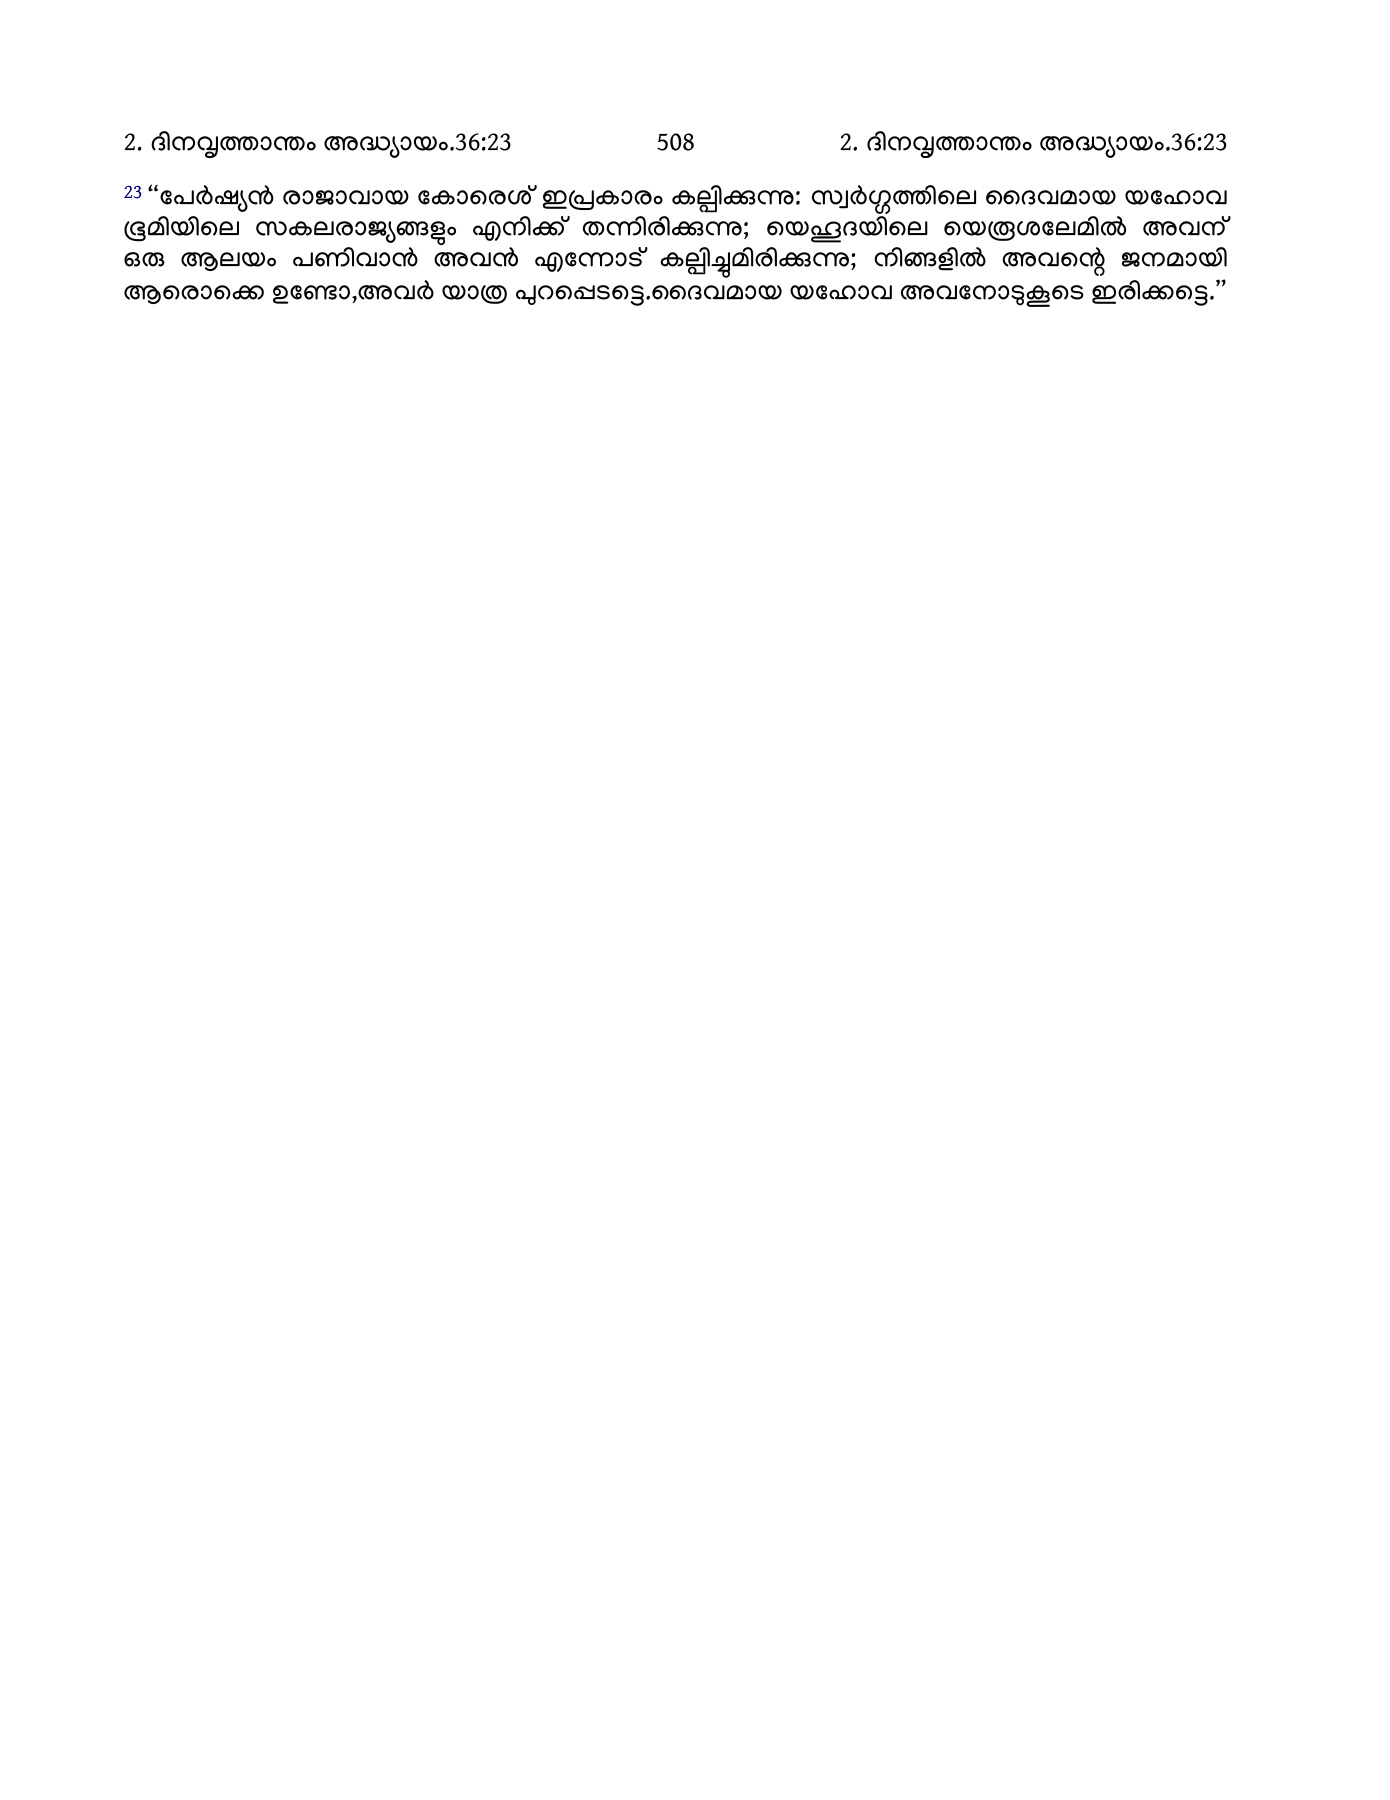 2. ദിനവൃത്താന്തം അദ്ധ്യായം.36:23 508 2. ദിനവൃത്താന്തം അദ്ധ്യായം.36:23
23 “പേർഷ്യൻ രാജാവായ കോരെശ് ഇപ്രകാരം കല്പിക്കുന്നു: സ്വർഗ്ഗത്തിലെ ദൈവമായ യഹോവ
ഭൂമിയിലെ സകലരാജ്യങ്ങളും എനിക്ക് തന്നിരിക്കുന്നു; യെഹൂദയിലെ യെരൂശലേമിൽ അവന്
ഒരു ആലയം പണിവാൻ അവൻ എന്നോട് കല്പിച്ചുമിരിക്കുന്നു; നിങ്ങളിൽ അവന്റെ ജനമായി
ആരൊക്കെ ഉണ്ടോ,അവർ യാത്ര പുറപ്പെടട്ടെ.ദൈവമായ യഹോവ അവനോടുകൂടെ ഇരിക്കട്ടെ.”